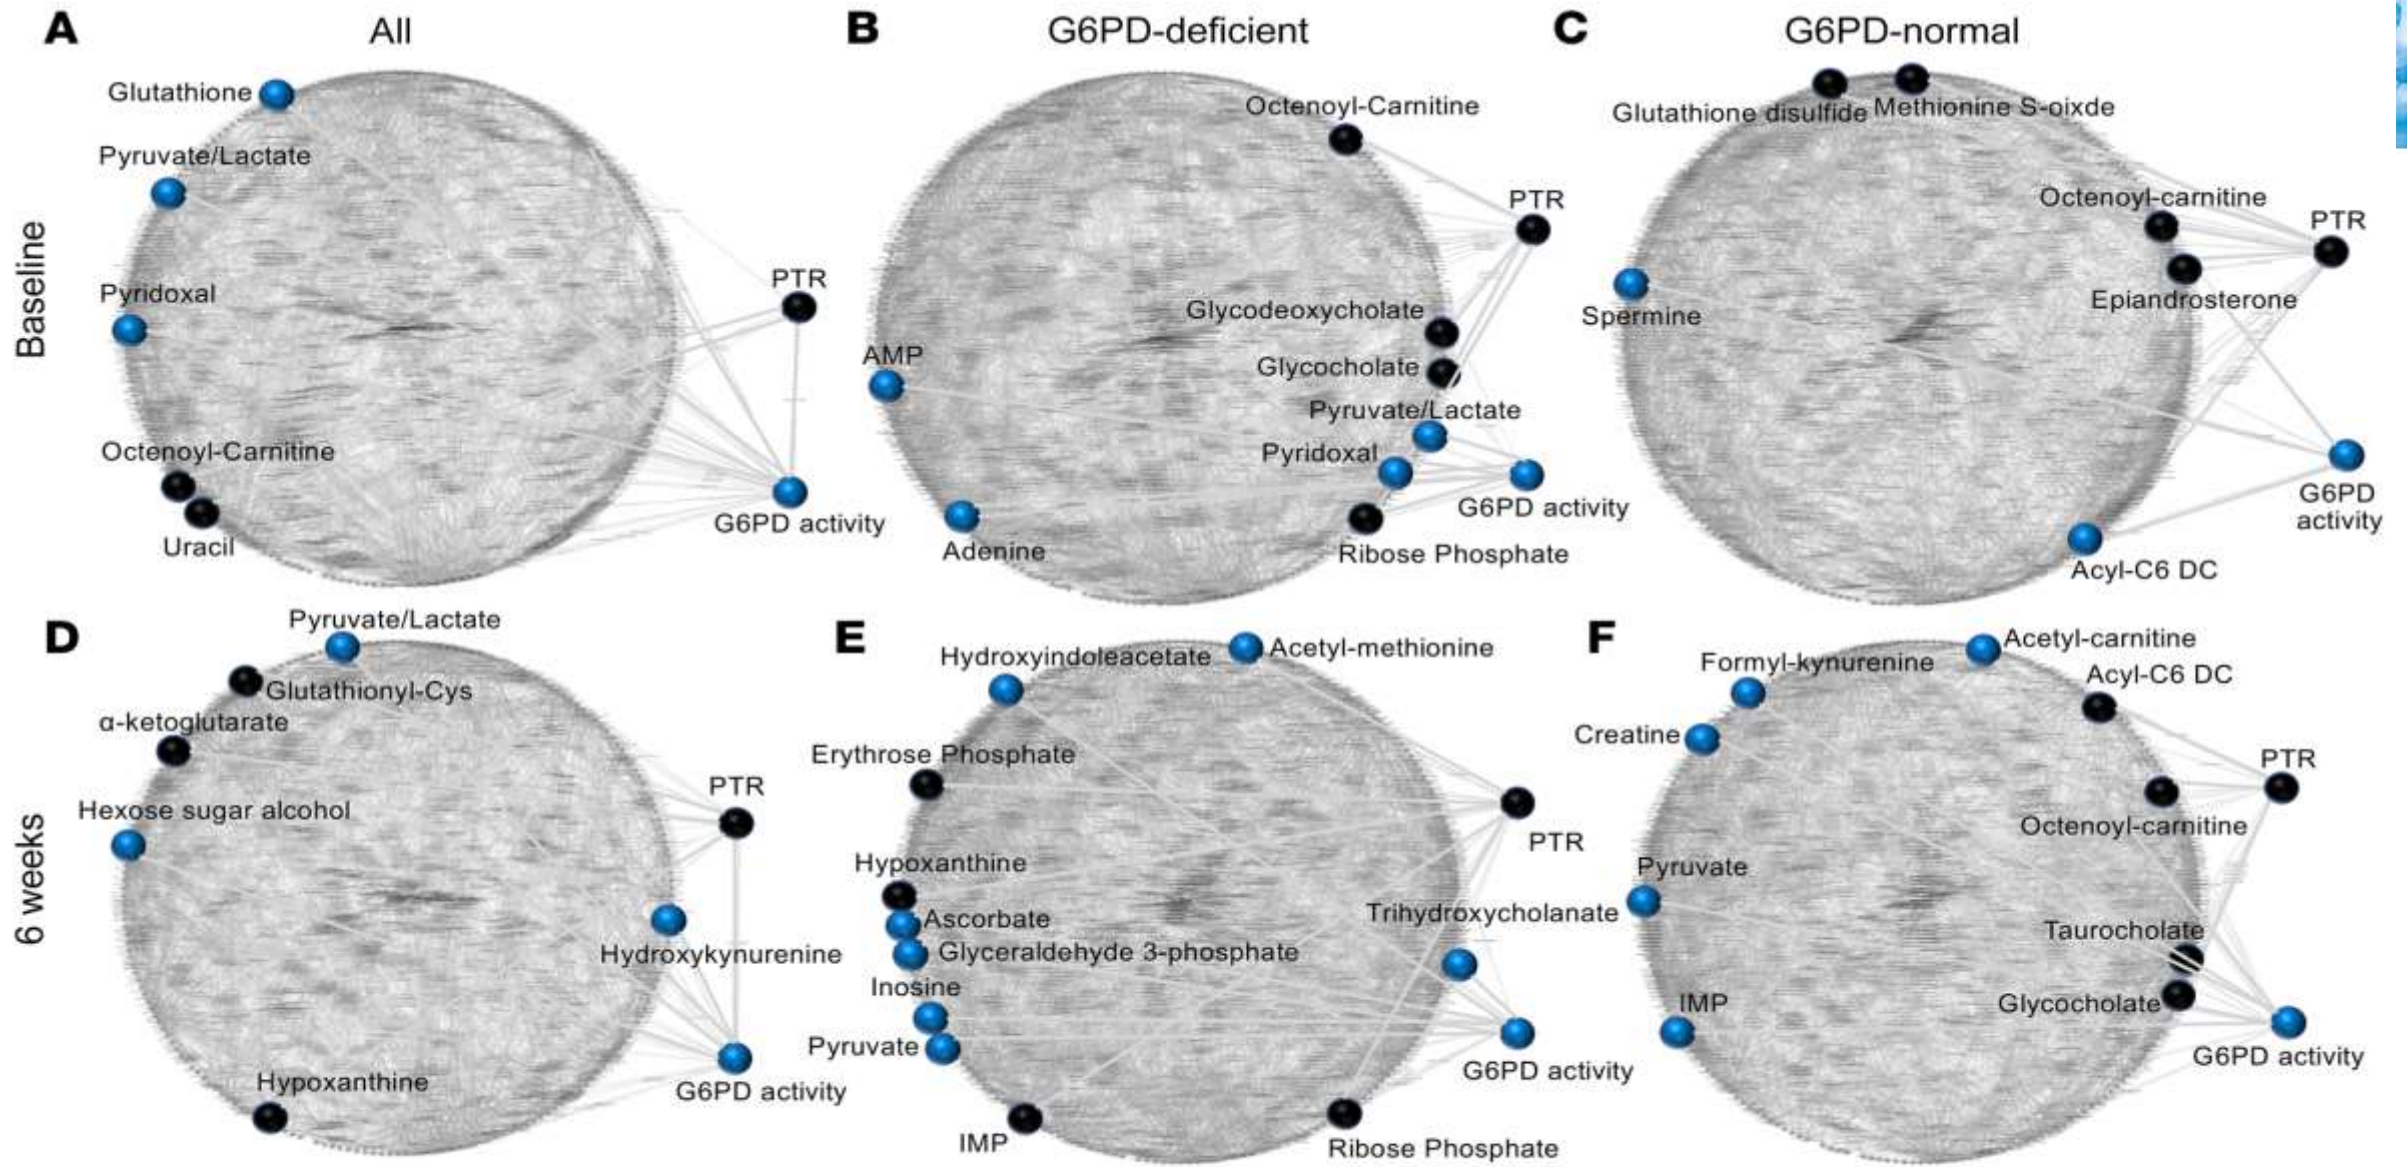 A
All
B
G6PD-deficient
C
G6PD-normal
Baseline
Glutathione
Pyruvate/Lactate
Pyridoxal
Octenoyl-Carnitine
Uracil
PTR
G6PD activity
Octenoyl-Carnitine
PTR
Glycodeoxycholate
Glycocholate
AMP
Pyruvate/Lactate
Pyridoxal
G6PD activity
Adenine
Ribose Phosphate
Glutathione disulfide
Methionine S-oixde
Octenoyl-carnitine
PTR
Epiandrosterone
Spermine
G6PD
activity
Acyl-C6 DC
6 weeks
D
Pyruvate/Lactate
Glutathionyl-Cys
α-ketoglutarate
Hexose sugar alcohol
PTR
Hydroxykynurenine
Hypoxanthine
G6PD activity
E
Hydroxyindoleacetate
Acetyl-methionine
Erythrose Phosphate
PTR
Hypoxanthine
Ascorbate
Trihydroxycholanate
Glyceraldehyde 3-phosphate
Inosine
Pyruvate
G6PD activity
IMP
Ribose Phosphate
F
Acetyl-carnitine
Formyl-kynurenine
Acyl-C6 DC
Creatine
PTR
Octenoyl-carnitine
Pyruvate
Taurocholate
Glycocholate
IMP
G6PD activity